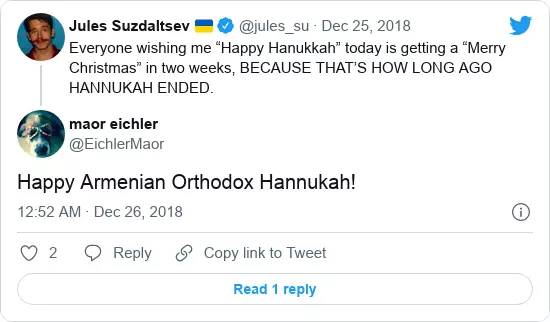 Jules Suzdaltsev 🇺🇦 @jules_su · Dec 25, 2018
Everyone wishing me “Happy Hanukkah” today is getting a “Merry
Christmas” in two weeks, BECAUSE THAT’S HOW LONG AGO
HANNUKAH ENDED.
maor eichler
@EichlerMaor
Happy Armenian Orthodox Hannukah!
12:52 AM · Dec 26, 2018
2 Reply Copy link to Tweet
Read 1 reply